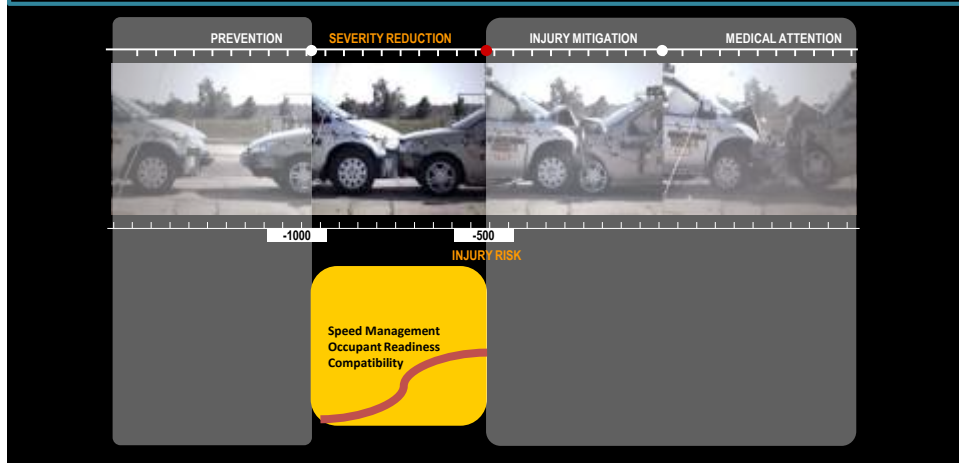 PREVENTION
SEVERITY REDUCTION
INJURY MITIGATION
MEDICAL ATTENTION
-1000
-500
INJURY RISK
Speed Management
Occupant Readiness
Compatibility